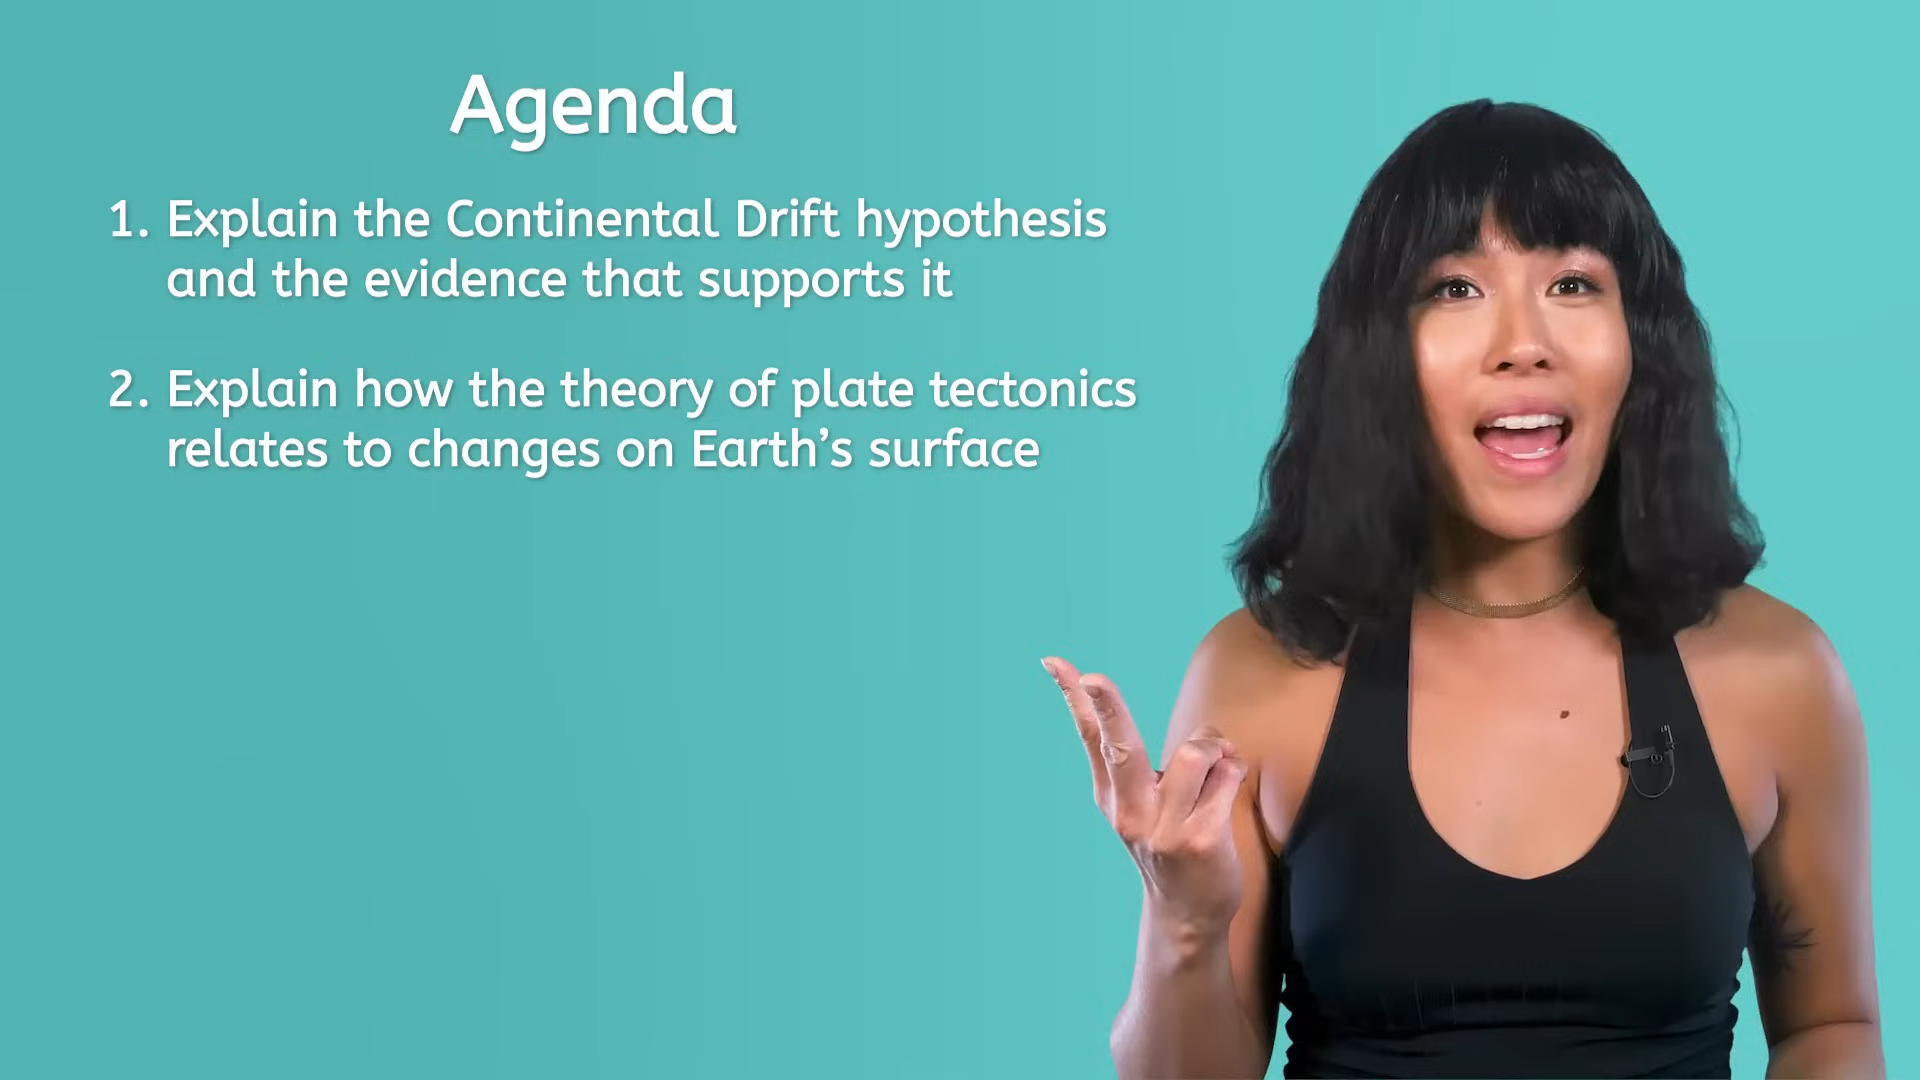 Agenda
1. Explain the Continental Drift hypothesis
and the evidence that supports it
2. Explain how the theory of plate tectonics
relates to changes on Earth’s surface